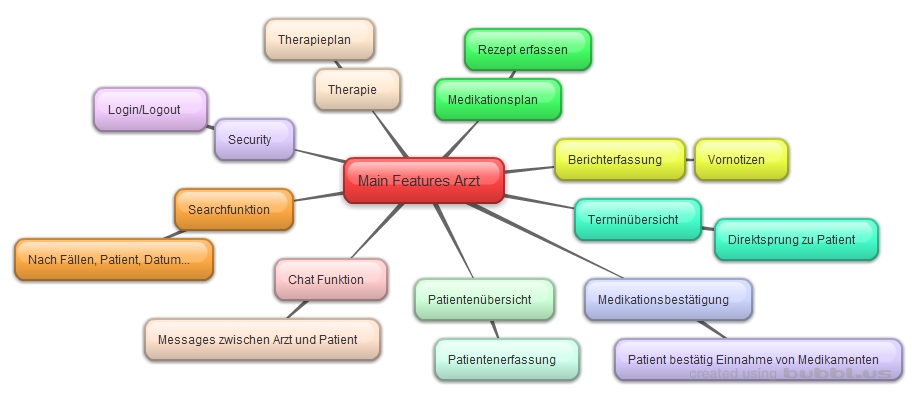 Therapieplan
Rezept erfassen
Therapie
Medikationsplan
Login/Logout
Security
Berichterfassung
Vornotizen
Main Features Arzt
Searchfunktion
Terminübersicht
Direktsprung zu Patient
Nach Fällen, Patient, Datum...
Chat Funktion
Patientenübersicht
Medikationsbestätigung
Messages zwischen Arzt und Patient
Patientenerfassung
Patient bestätig Einnahme von Medikamenten
created using bubbl.us